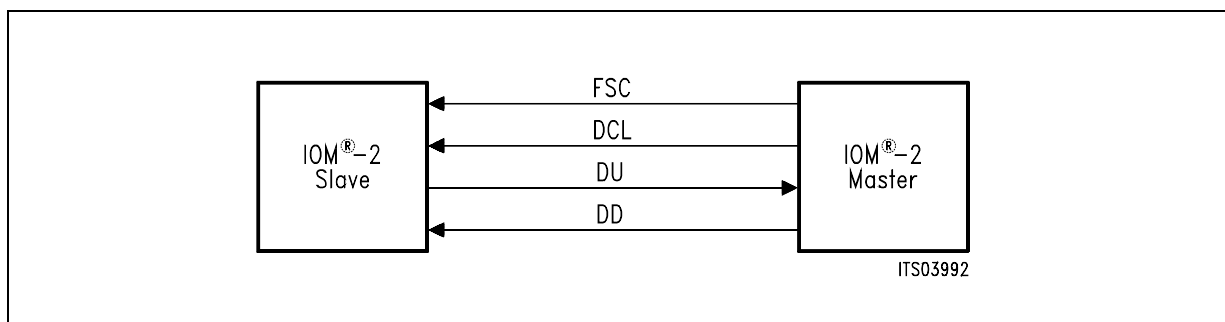 FSC
DCL
DU
DD
IOM®-2
Slave
IOM®-2
Master
ITS03992